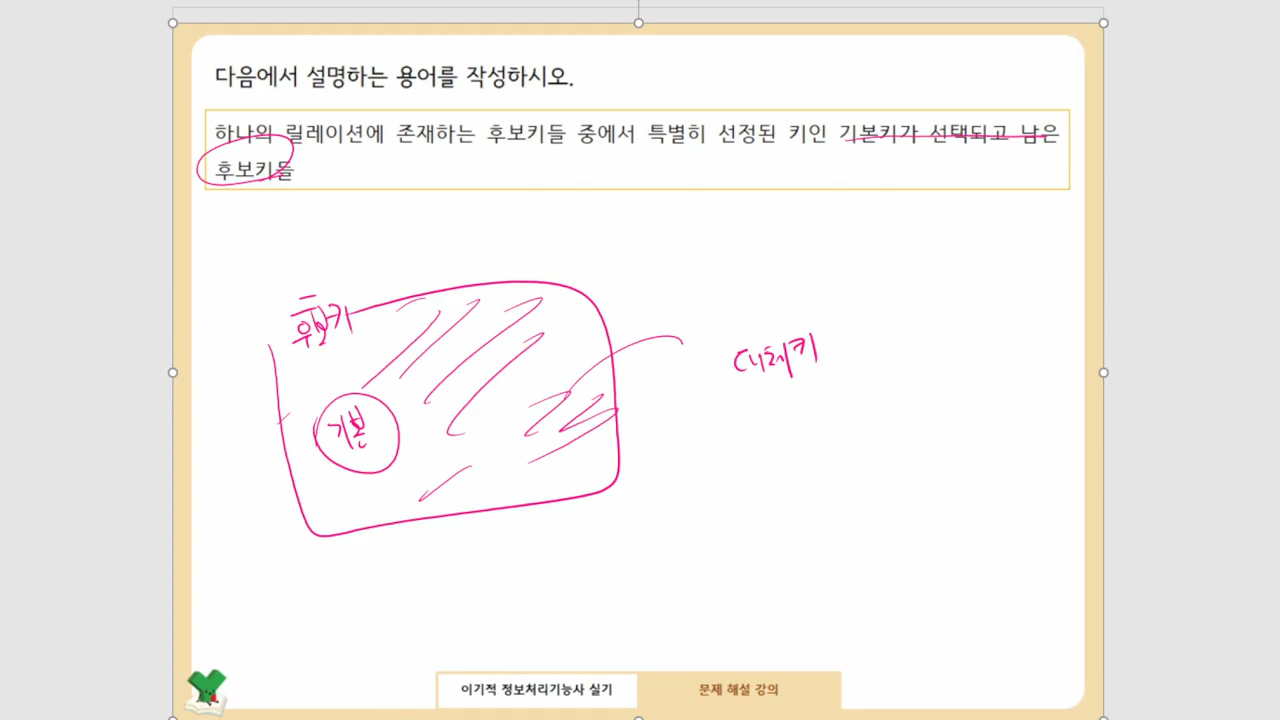 다음에서 설명하는 용어를 작성하시오.
하나의 릴레이션에 존재하는 후보키들 중에서 특별히 선정된 키인 기본키가 선택되고 남은
후보키들
후보키
대체키
기본
이기적 정보처리기능사 실기
문제 해설 강의